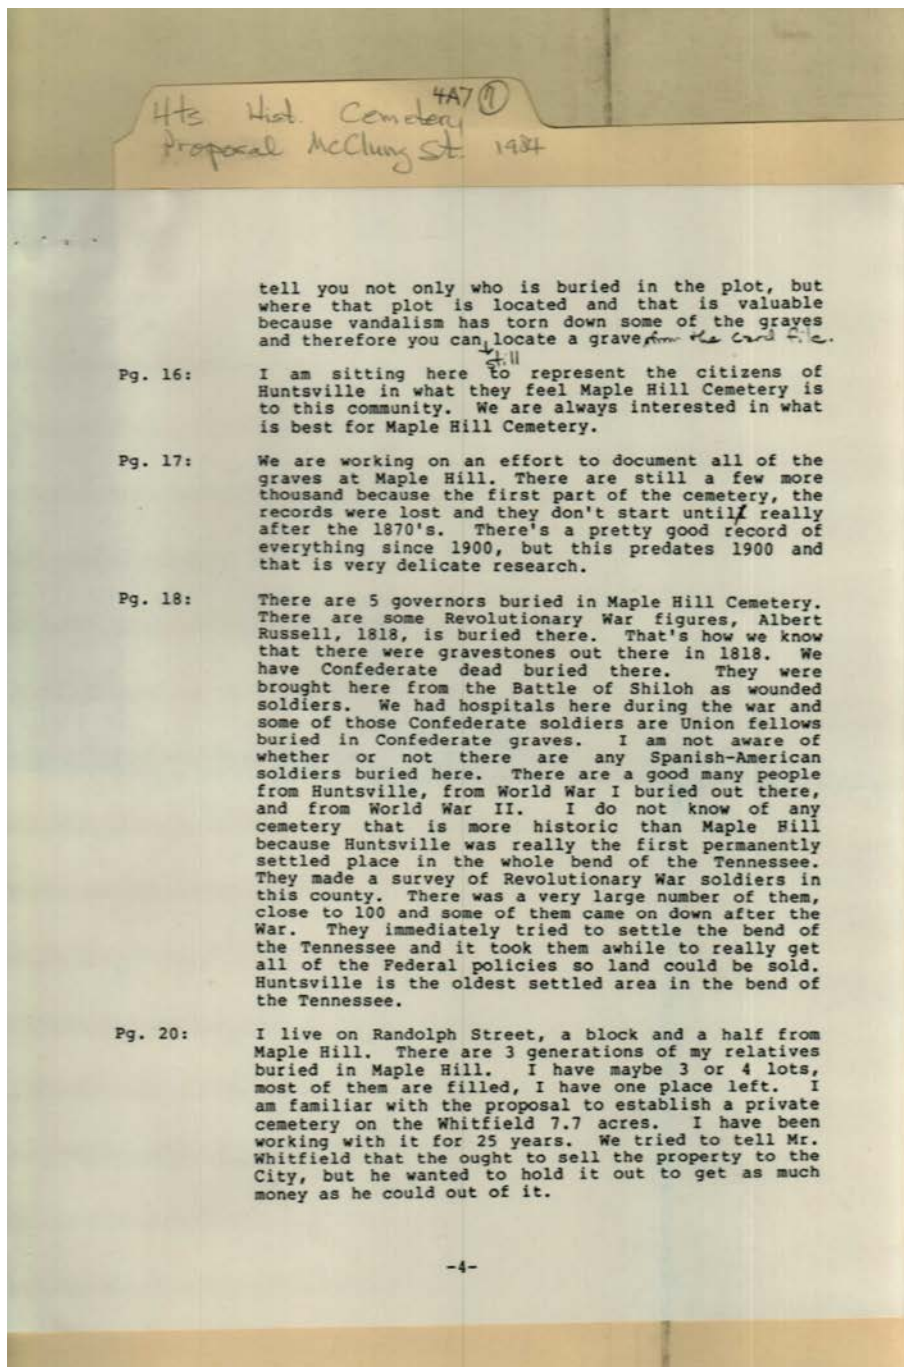 4A7 7
Hts Hist. Cemetery
Proposal McClung St. 1984
tell you not only who is buried in the plot, but
where that plot is located and that is valuable
because vandalism has torn down some of the graves
and therefore you can locate a grave from the card file.
still
Pg. 16: I am sitting here to represent the citizens of
Huntsville in what they feel Maple Hill Cemetery is
to this community. We are always interested in what
is best for Maple Hill Cemetery.
Pg. 17: We are working on an effort to document all of the
graves at Maple Hill. There are still a few more
thousand because the first part of the cemetery, the
records were lost and they don't start until really
after the 1870's. There's a pretty good record of
everything since 1900, but this predates 1900 and
that is very delicate research.
Pg. 18: There are 5 governors buried in Maple Hill Cemetery.
There are some Revolutionary War figures, Albert
Russell, 1818, is buried there. That's how we know
that there were gravestones out there in 1818. We
have Confederate dead buried there. They were
brought here from the Battle of Shiloh as wounded
soldiers. We had hospitals here during the war and
some of those Confederate soldiers are Union fellows
buried in Confederate graves. I am not aware of
whether or not there are any Spanish-American
soldiers buried here. There are a good many people
from Huntsville, from World War I buried out there,
and from World War II. I do not know of any
cemetery that is more historic than Maple Hill
because Huntsville was really the first permanently
settled place in the whole bend of the Tennessee.
They made a survey of Revolutionary War soldiers in
this county. There was a very large number of them,
close to 100 and some of them came on down after the
War. They immediately tried to settle the bend of
the Tennessee and it took them awhile to really get
all of the Federal policies so land could be sold.
Huntsville is the oldest settled area in the bend of
the Tennessee.
Pg. 20: I live on Randolph Street, a block and a half from
Maple Hill. There are 3 generations of my relatives
buried in Maple Hill. I have maybe 3 or 4 lots,
most of them are filled, I have one place left. I
am familiar with the proposal to establish a private
cemetery on the Whitfield 7.7 acres. I have been
working with it for 25 years. We tried to tell Mr.
Whitfield that the ought to sell the property to the
City, but he wanted to hold it out to get as much
money as he could out of it.
-4-